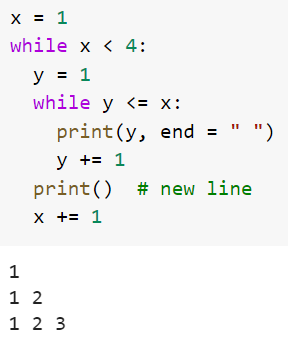 x = 1
while x < 4:
  y = 1
  while y <= x:
    print(y, end = " ")
    y += 1
  print()  # new line
  x += 1
1
1 2
1 2 3